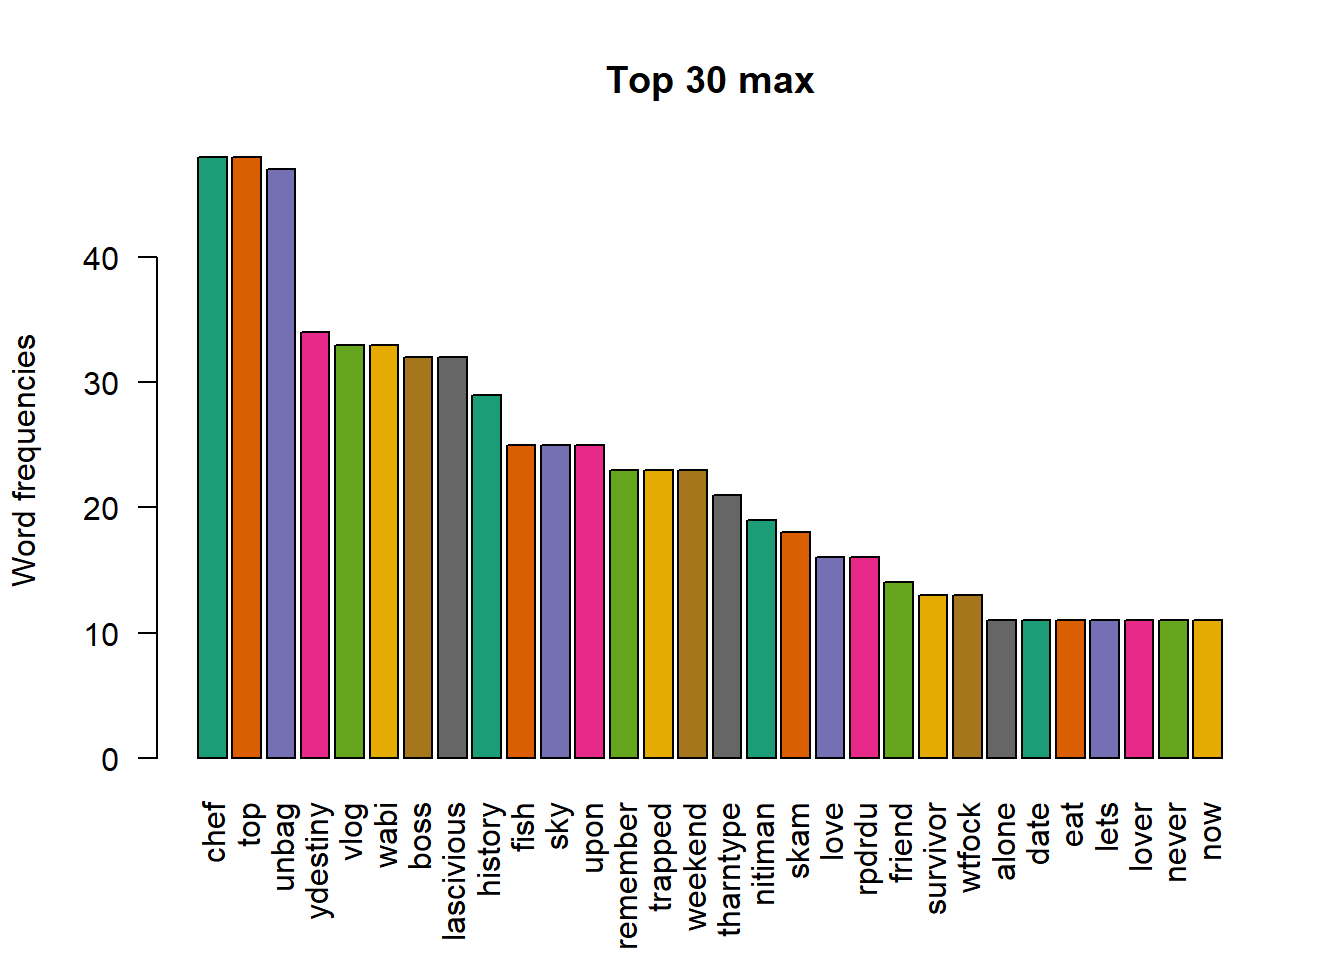 Top 30 max
Word frequencies
40
30
20
10
0
chef
top
unbag
ydestiny
vlog
wabi
boss
lascivious
history
fish
sky
upon
remember
trapped
weekend
tharntype
nitiman
skam
love
rpdrdu
friend
survivor
wtfock
alone
date
eat
lets
lover
never
now